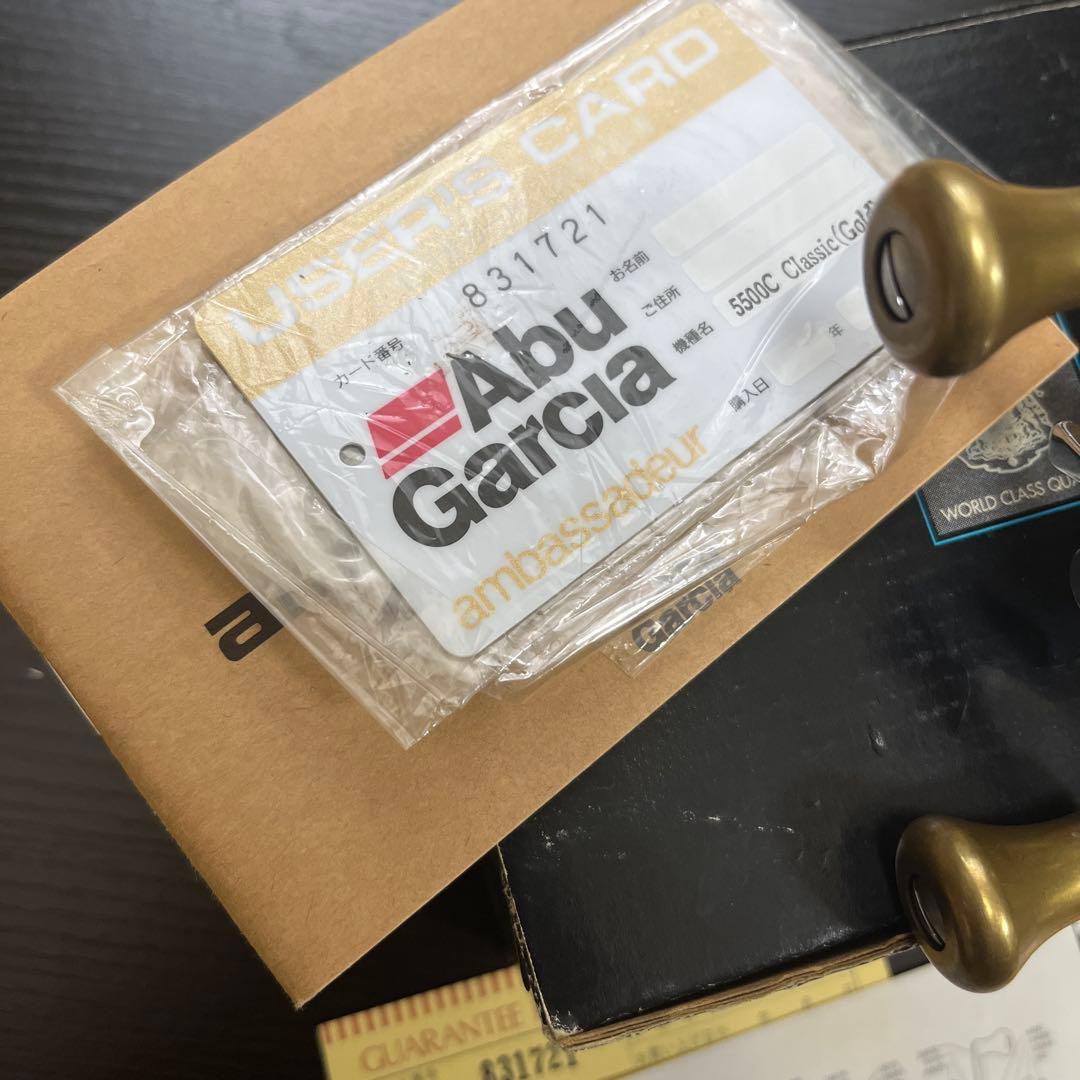 USER'S CARD
カード番号 831721
Abu
Garcia
ambassadeur
お名前
ご住所
機種名 5500C Classic(Gold
購入日 年
Garcia
WORLD CLASS QUA
GUARANTEE
831721